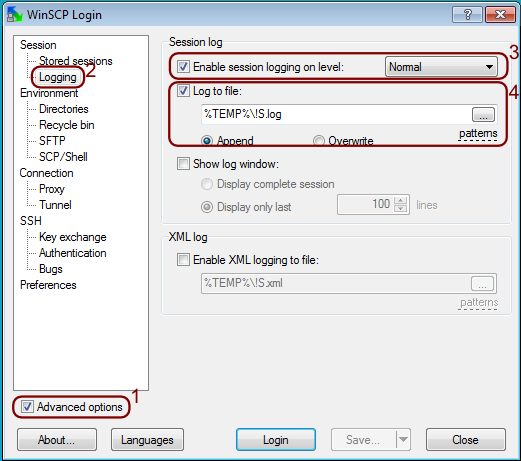 WinSCP Login
Session
Stored sessions
Logging
2
Environment
Directories
Recycle bin
SFTP
SCP/Shell
Connection
Proxy
Tunnel
SSH
Key exchange
Authentication
Bugs
Preferences
Session log
3
Enable session logging on level: Normal
4
Log to file:
%TEMP%\!S.log ...
patterns
Append Overwrite
Show log window:
Display complete session
Display only last 100 lines
XML log
Enable XML logging to file:
%TEMP%\!S.xml ...
patterns
1
Advanced options
About... Languages Login Save... Close